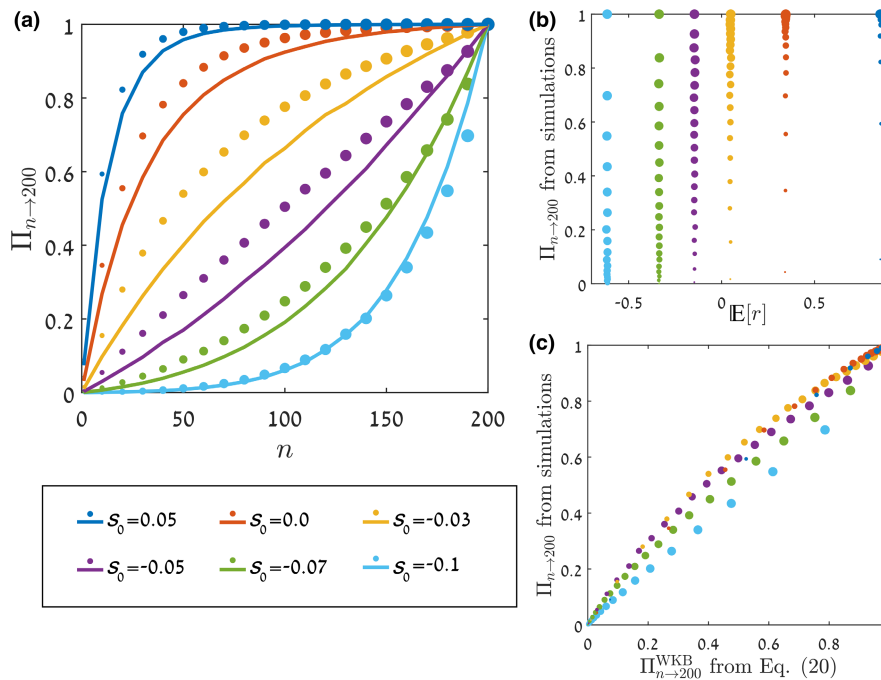 (a)
1
0.8
0.6
0.4
0.2
0
Π_{n→200}
0 50 100 150 200
n
S_0=0.05 S_0=0.0 S_0=-0.03
S_0=-0.05 S_0=-0.07 S_0=-0.1
(b)
1
0.8
0.6
0.4
0.2
0
Π_{n→200} from simulations
-0.5 0 0.5
𝔼[r]
(c)
1
0.8
0.6
0.4
0.2
0
Π_{n→200} from simulations
0 0.2 0.4 0.6 0.8
Π^{WKB}_{n→200} from Eq. (20)